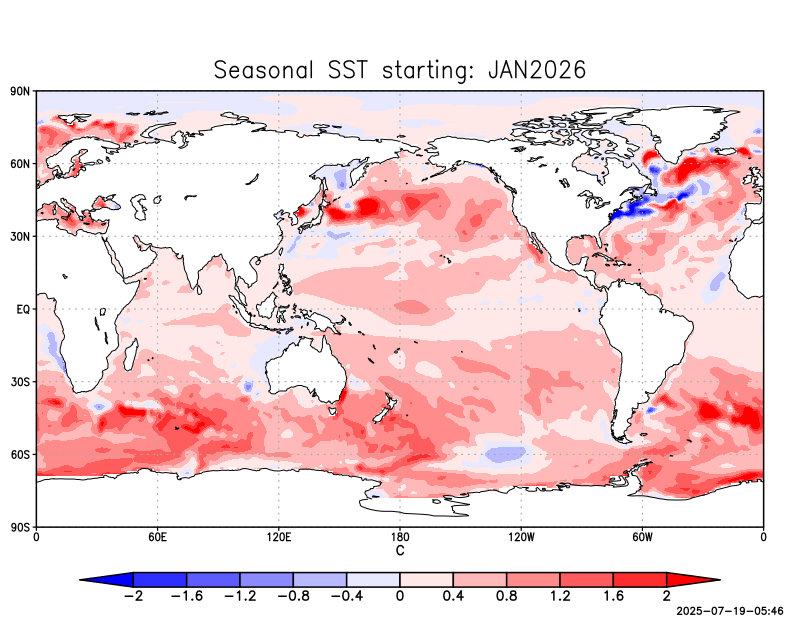 Seasonal SST starting: JAN2026
90N
60N
30N
EQ
30S
60S
90S
0 60E 120E 180 120W 60W 0
C
-2 -1.6 -1.2 -0.8 -0.4 0 0.4 0.8 1.2 1.6 2
2025-07-19-05:46